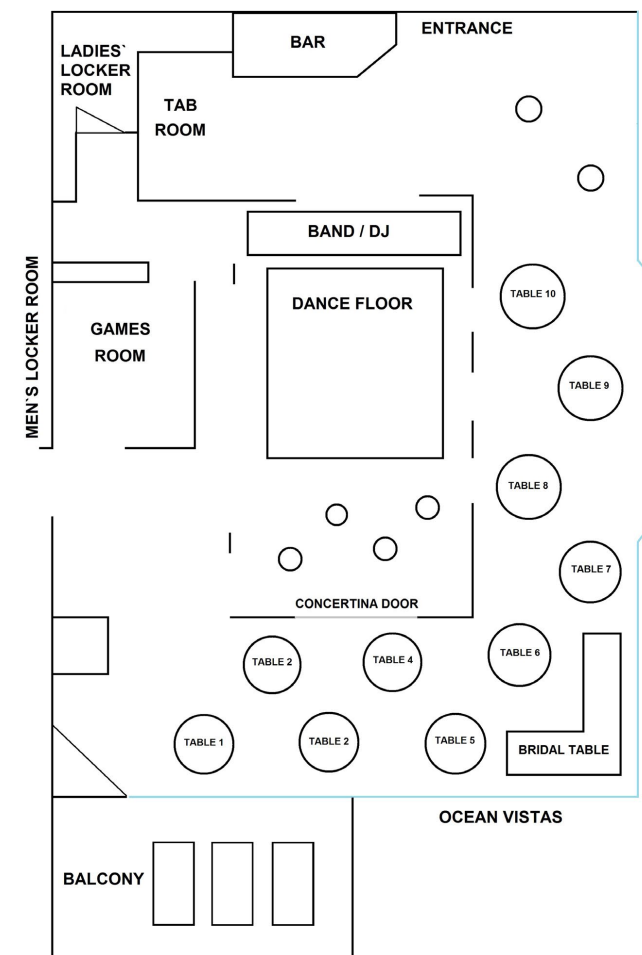 BAR
ENTRANCE
LADIES`
LOCKER
ROOM
TAB
ROOM
BAND / DJ
MEN`S LOCKER ROOM
DANCE FLOOR
TABLE 10
GAMES
ROOM
TABLE 9
TABLE 8
TABLE 7
CONCERTINA DOOR
TABLE 2
TABLE 4
TABLE 6
TABLE 1
TABLE 2
TABLE 5
BRIDAL TABLE
OCEAN VISTAS
BALCONY